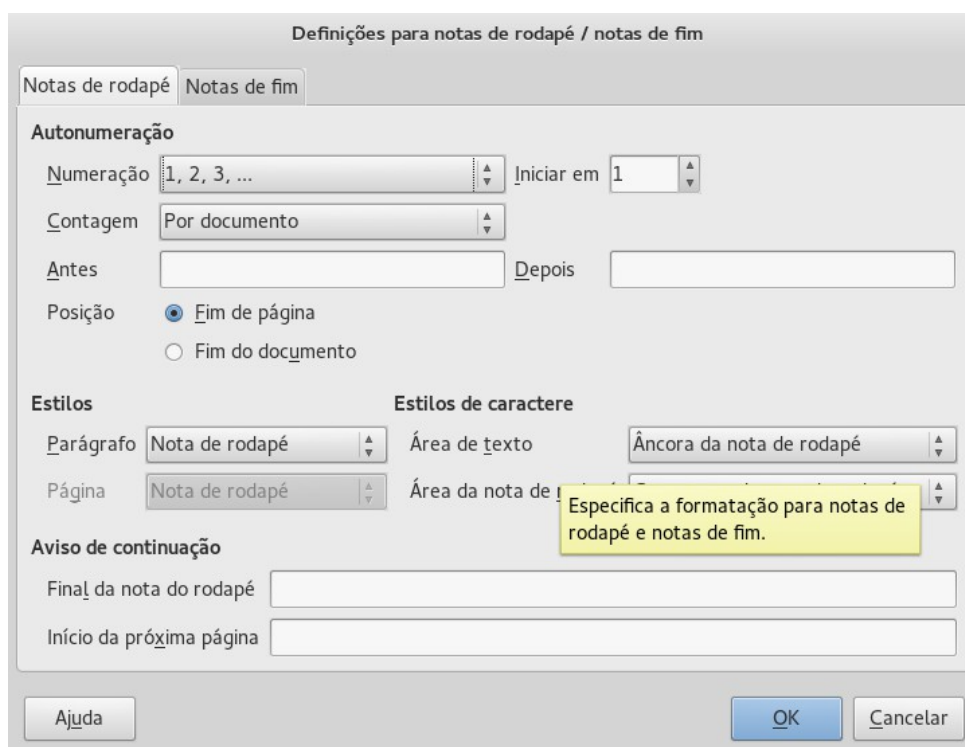 Definições para notas de rodapé / notas de fim
Notas de rodapé Notas de fim
Autonumeração
Numeração 1, 2, 3, ... Iniciar em 1
Contagem Por documento
Antes Depois
Posição Fim de página
Fim do documento
Estilos Estilos de caractere
Parágrafo Nota de rodapé Área de texto Âncora da nota de rodapé
Página Nota de rodapé Área da nota de
Especifica a formatação para notas de
rodapé e notas de fim.
Aviso de continuação
Final da nota do rodapé
Início da próxima página
Ajuda OK Cancelar